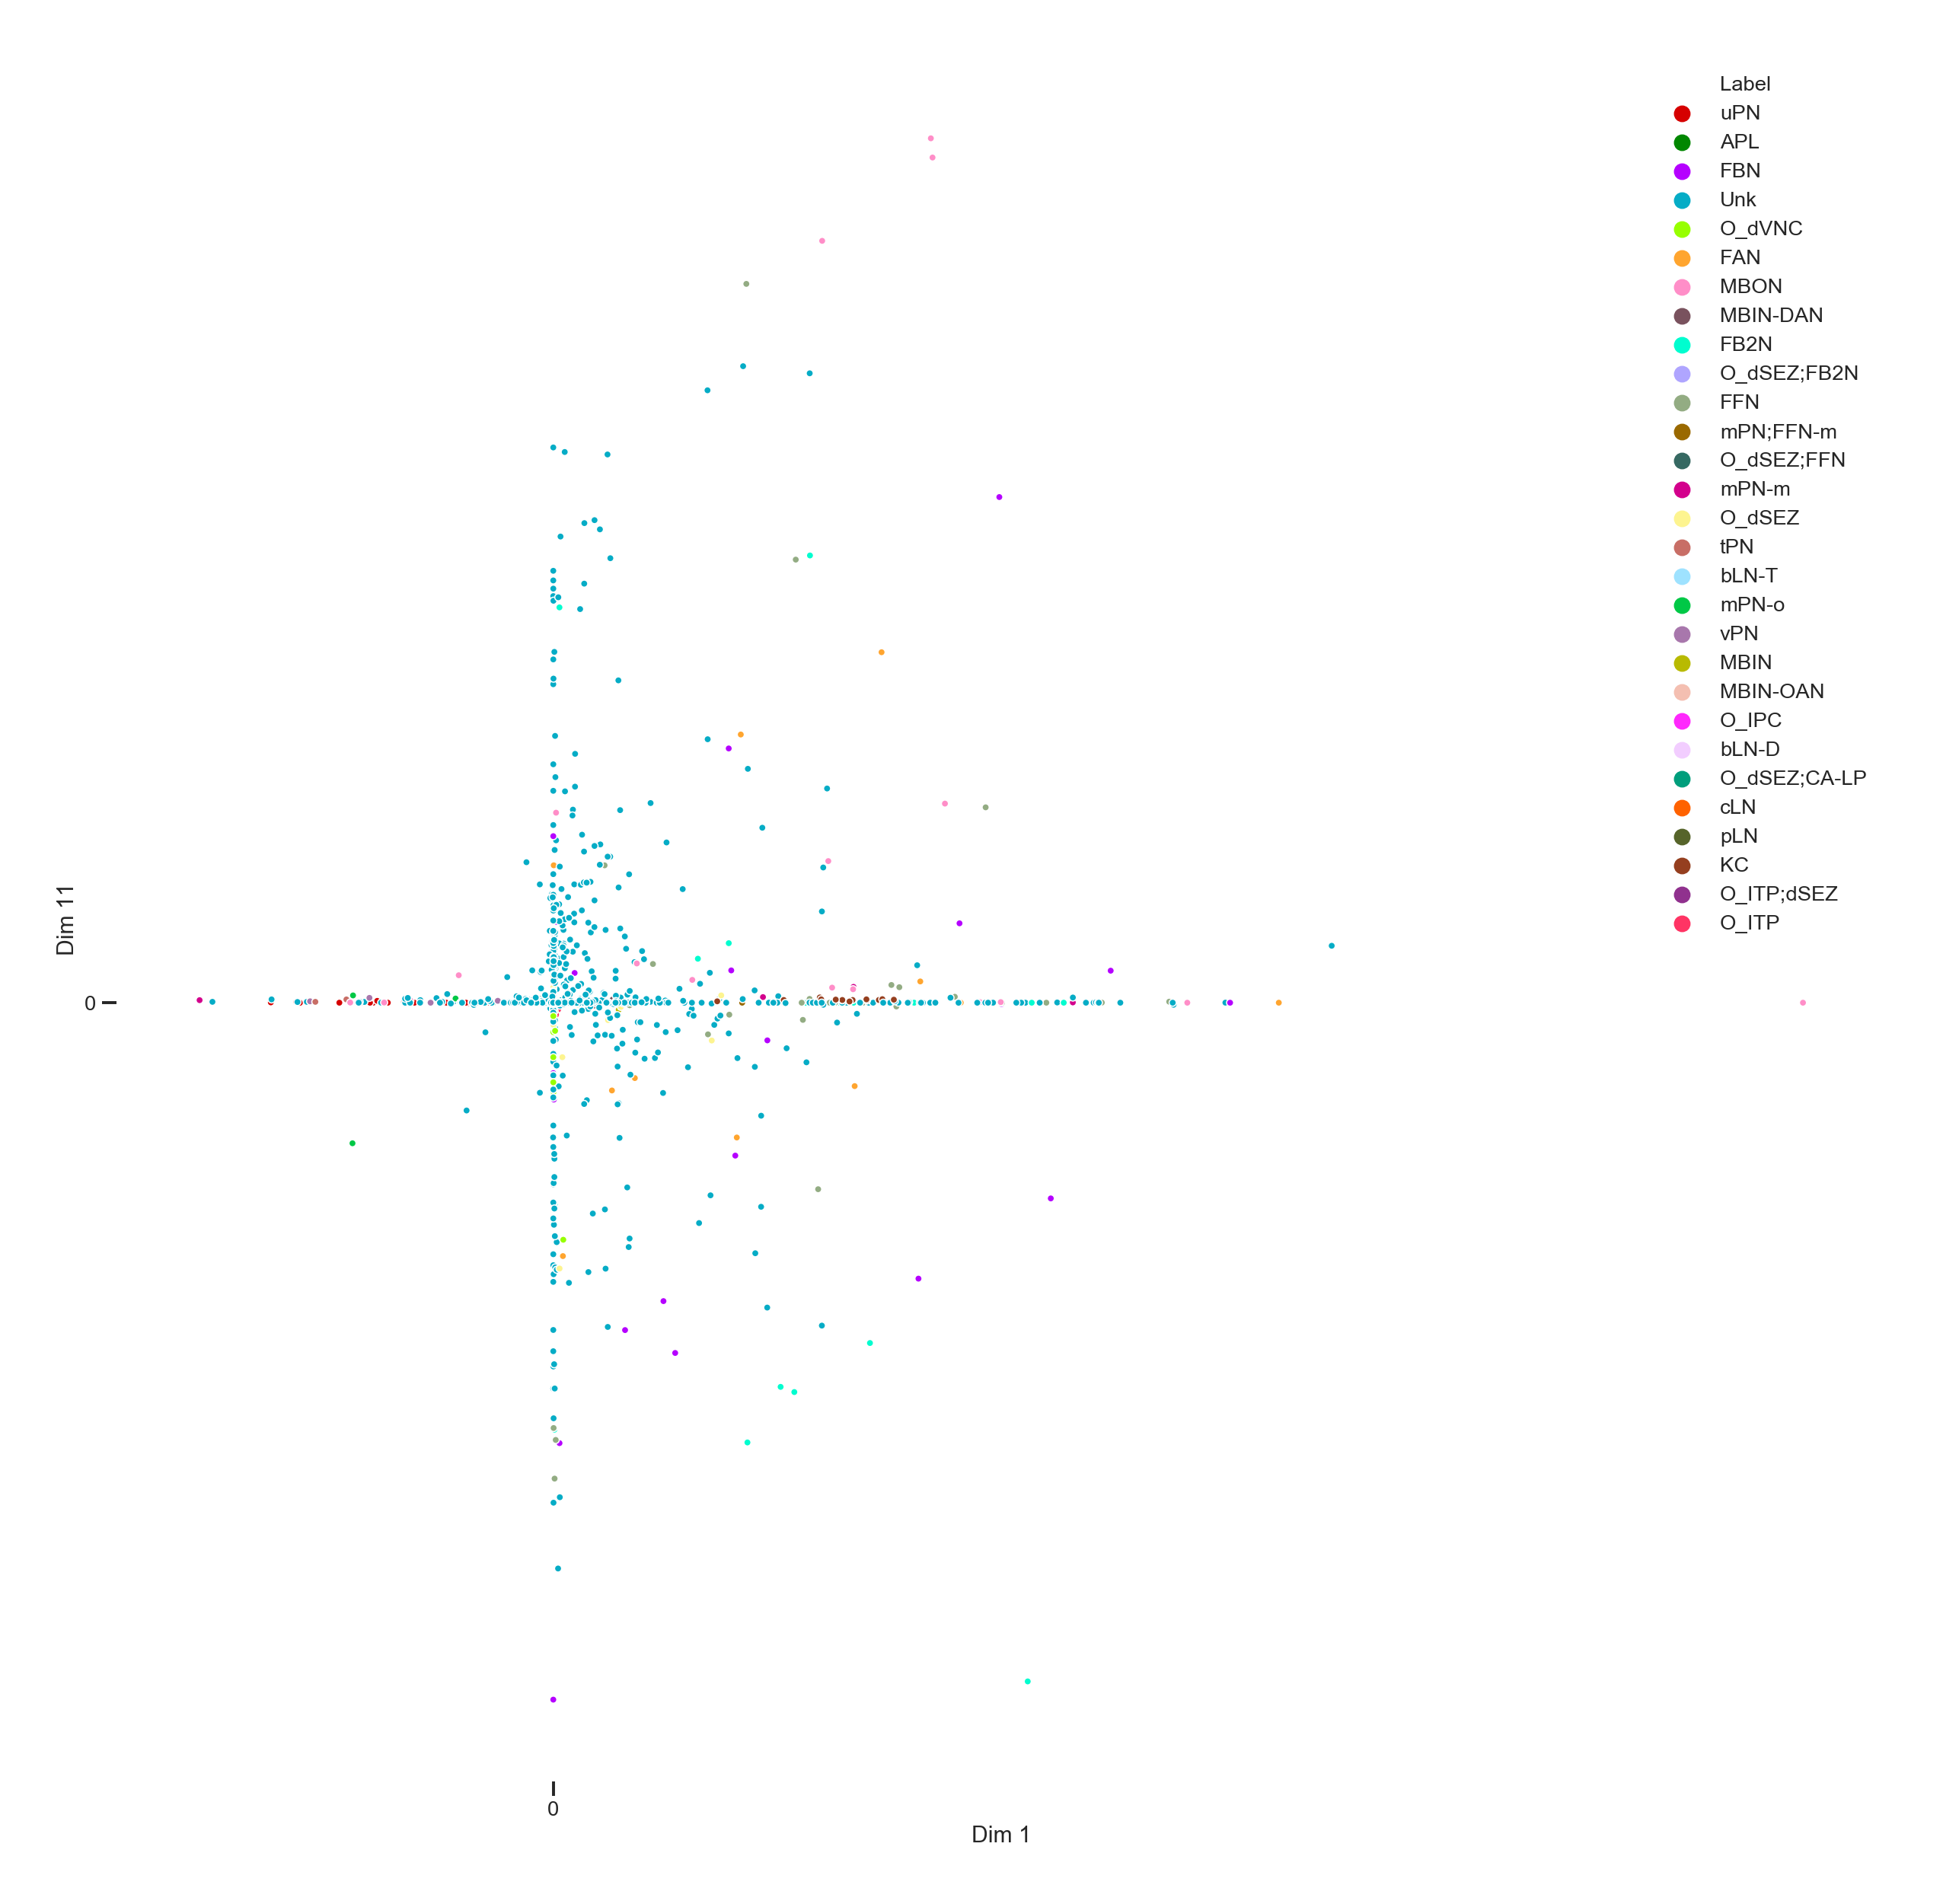 Label
uPN
APL
FBN
Unk
O_dVNC
FAN
MBON
MBIN-DAN
FB2N
O_dSEZ;FB2N
FFN
mPN;FFN-m
O_dSEZ;FFN
mPN-m
O_dSEZ
tPN
bLN-T
mPN-o
vPN
MBIN
MBIN-OAN
O_IPC
bLN-D
O_dSEZ;CA-LP
cLN
pLN
KC
O_ITP;dSEZ
O_ITP
Dim 11
0
0
Dim 1